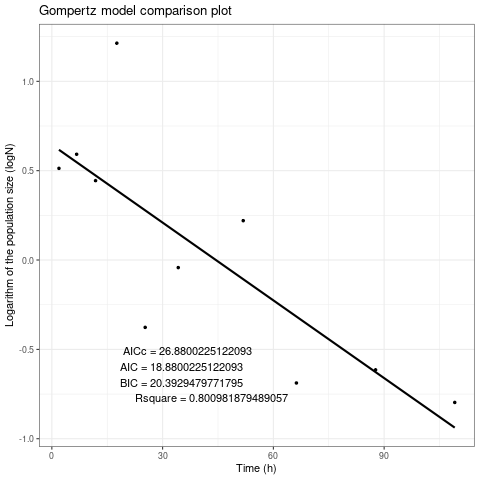 Gompertz model comparison plot
Logarithm of the population size (logN)
1.0
0.5
0.0
-0.5
-1.0
AICc = 26.8800225122093
AIC = 18.8800225122093
BIC = 20.3929479771795
Rsquare = 0.800981879489057
0 30 60 90
Time (h)